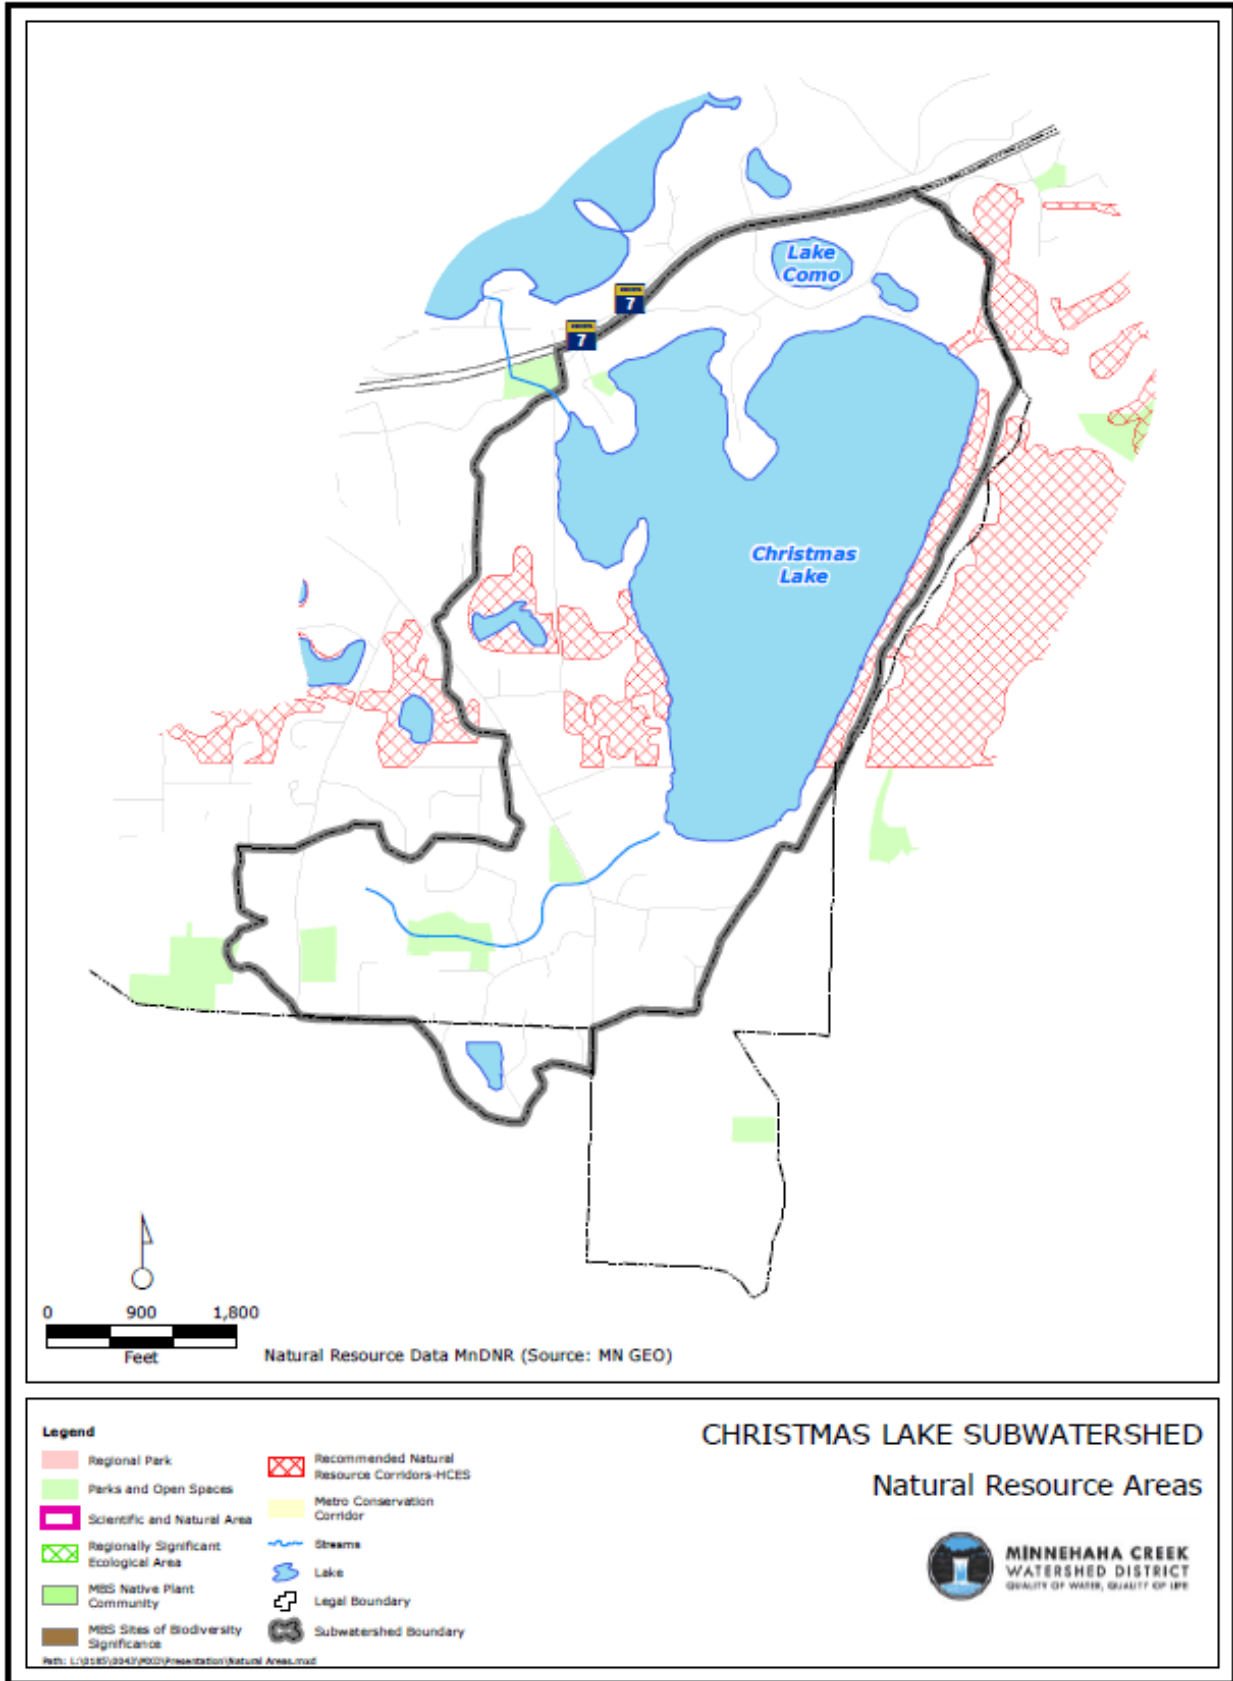 Lake
Como
7
7
Christmas
Lake
0 900 1,800
Feet
Natural Resource Data MnDNR (Source: MN GEO)
Legend
Regional Park
Parks and Open Spaces
Scientific and Natural Area
Regionally Significant
Ecological Area
MBS Native Plant
Community
MBS Sites of Biodiversity
Significance
Recommended Natural
Resource Corridors-HCES
Metro Conservation
Corridor
Streams
Lake
Legal Boundary
Subwatershed Boundary
CHRISTMAS LAKE SUBWATERSHED
Natural Resource Areas
MINNEHAHA CREEK
WATERSHED DISTRICT
QUALITY OF WATER, QUALITY OF LIFE